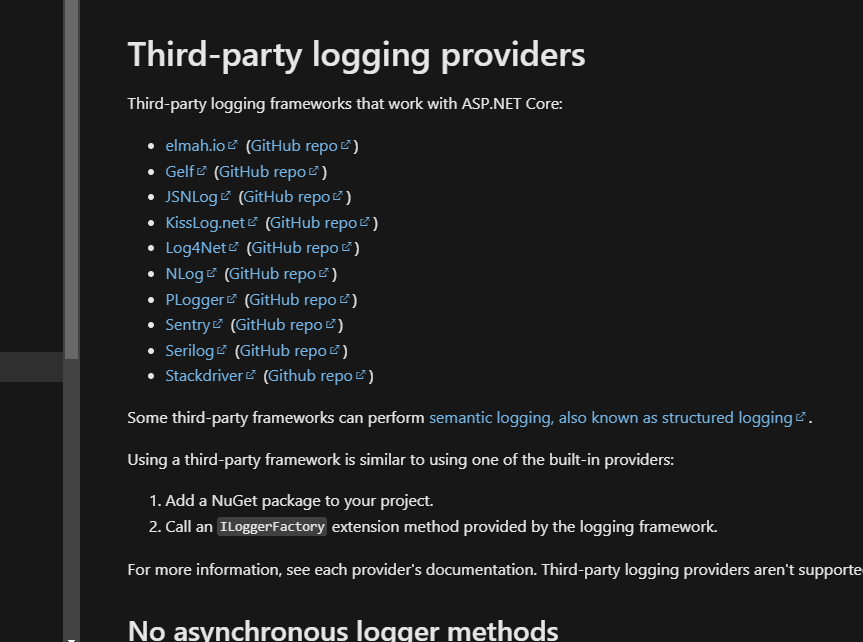 Third-party logging providers
Third-party logging frameworks that work with ASP.NET Core:
• elmah.io (GitHub repo)
• Gelf (GitHub repo)
• JSNLog (GitHub repo)
• KissLog.net (GitHub repo)
• Log4Net (GitHub repo)
• NLog (GitHub repo)
• PLogger (GitHub repo)
• Sentry (GitHub repo)
• Serilog (GitHub repo)
• Stackdriver (Github repo)
Some third-party frameworks can perform semantic logging, also known as structured logging.
Using a third-party framework is similar to using one of the built-in providers:
1. Add a NuGet package to your project.
2. Call an ILoggerFactory extension method provided by the logging framework.
For more information, see each provider's documentation. Third-party logging providers aren't supporte
No asynchronous logger methods